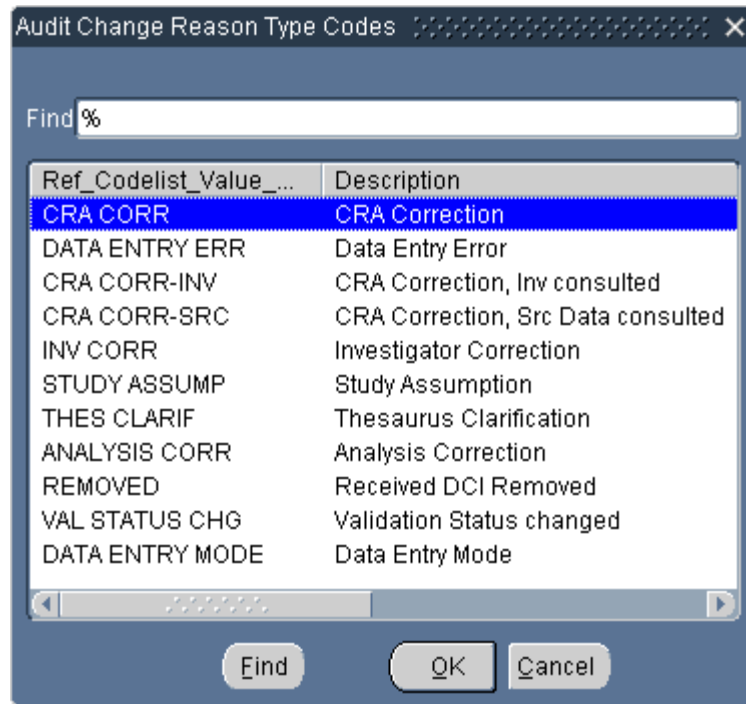 Audit Change Reason Type Codes
Find %
Ref_Codelist_Value_... Description
CRA CORR CRA Correction
DATA ENTRY ERR Data Entry Error
CRA CORR-INV CRA Correction, Inv consulted
CRA CORR-SRC CRA Correction, Src Data consulted
INV CORR Investigator Correction
STUDY ASSUMP Study Assumption
THES CLARIF Thesaurus Clarification
ANALYSIS CORR Analysis Correction
REMOVED Received DCI Removed
VAL STATUS CHG Validation Status changed
DATA ENTRY MODE Data Entry Mode
Find OK Cancel